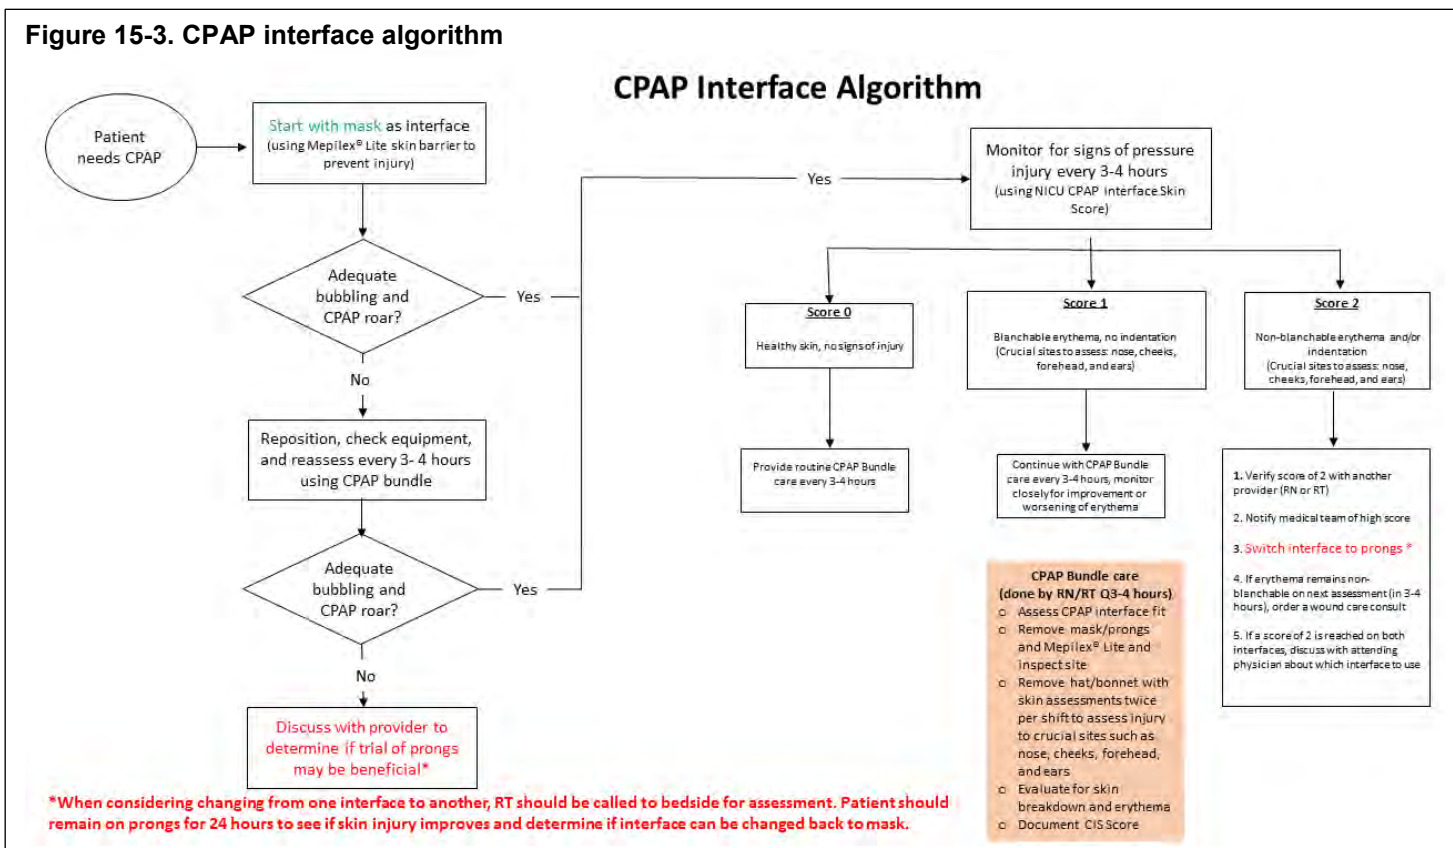 Figure 15-3. CPAP interface algorithm
CPAP Interface Algorithm
Patient
needs CPAP
Start with mask as interface
(using Mepilex® Lite skin barrier to
prevent injury)
Adequate
bubbling and
CPAP roar?
Yes
No
Reposition, check equipment,
and reassess every 3- 4 hours
using CPAP bundle
Adequate
bubbling and
CPAP roar?
Yes
No
Discuss with provider to
determine if trial of prongs
may be beneficial*
Yes
Monitor for signs of pressure
injury every 3-4 hours
(using NICU CPAP Interface Skin
Score)
Score 0
Healthy skin, no signs of injury
Provide routine CPAP Bundle
care every 3-4 hours
Score 1
Blanchable erythema, no indentation
(Crucial sites to assess: nose, cheeks,
forehead, and ears)
Continue with CPAP Bundle
care every 3-4 hours, monitor
closely for improvement or
worsening of erythema
Score 2
Non-blanchable erythema and/or
indentation
(Crucial sites to assess: nose,
cheeks, forehead, and ears)
1. Verify score of 2 with another
provider (RN or RT)
2. Notify medical team of high score
3. Switch interface to prongs *
4. If erythema remains non-
blanchable on next assessment (in 3-4
hours), order a wound care consult
5. If a score of 2 is reached on both
interfaces, discuss with attending
physician about which interface to use
CPAP Bundle care
(done by RN/RT Q3-4 hours)
o Assess CPAP interface fit
o Remove mask/prongs
and Mepilex® Lite and
inspect site
o Remove hat/bonnet with
skin assessments twice
per shift to assess injury
to crucial sites such as
nose, cheeks, forehead,
and ears
o Evaluate for skin
breakdown and erythema
o Document CIS Score
*When considering changing from one interface to another, RT should be called to bedside for assessment. Patient should
remain on prongs for 24 hours to see if skin injury improves and determine if interface can be changed back to mask.